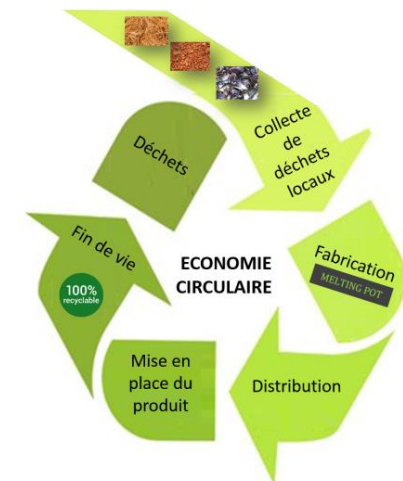 Collecte
de
déchets
locaux
Fabrication
MELTING POT
Distribution
Mise en
place du
produit
Fin de vie
100%
recyclable
Déchets
ECONOMIE
CIRCULAIRE